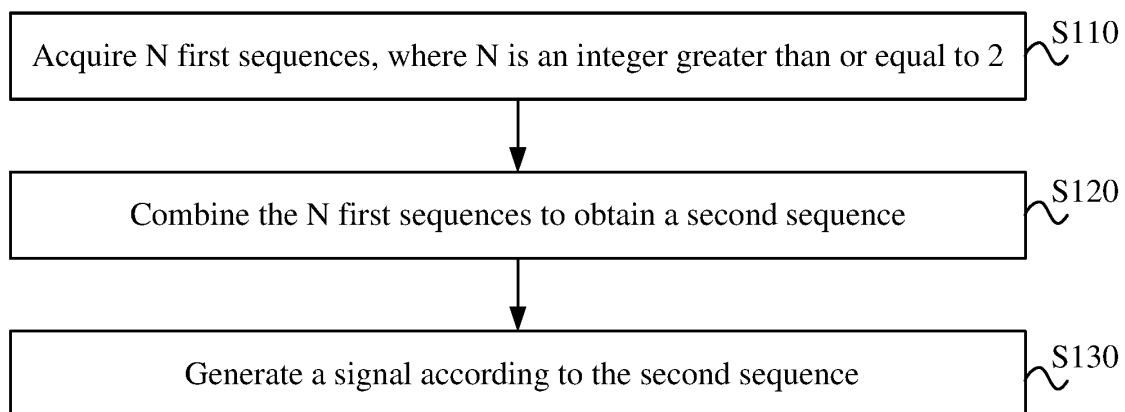 S110
Acquire N first sequences, where N is an integer greater than or equal to 2
S120
Combine the N first sequences to obtain a second sequence
S130
Generate a signal according to the second sequence